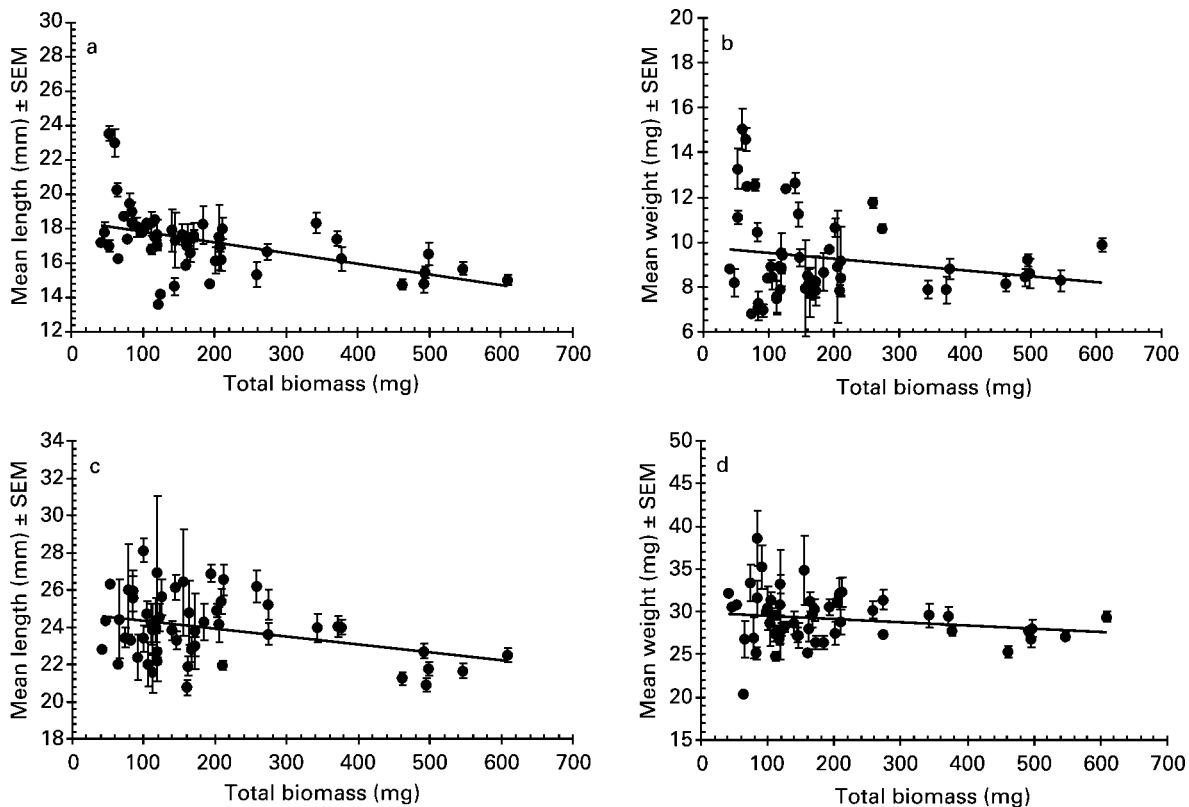 a
Mean length (mm) ± SEM
30
28
26
24
22
20
18
16
14
12
0 100 200 300 400 500 600 700
Total biomass (mg)
b
Mean weight (mg) ± SEM
20
18
16
14
12
10
8
6
0 100 200 300 400 500 600 700
Total biomass (mg)
c
Mean length (mm) ± SEM
34
32
30
28
26
24
22
20
18
0 100 200 300 400 500 600 700
Total biomass (mg)
d
Mean weight (mg) ± SEM
50
45
40
35
30
25
20
15
0 100 200 300 400 500 600 700
Total biomass (mg)